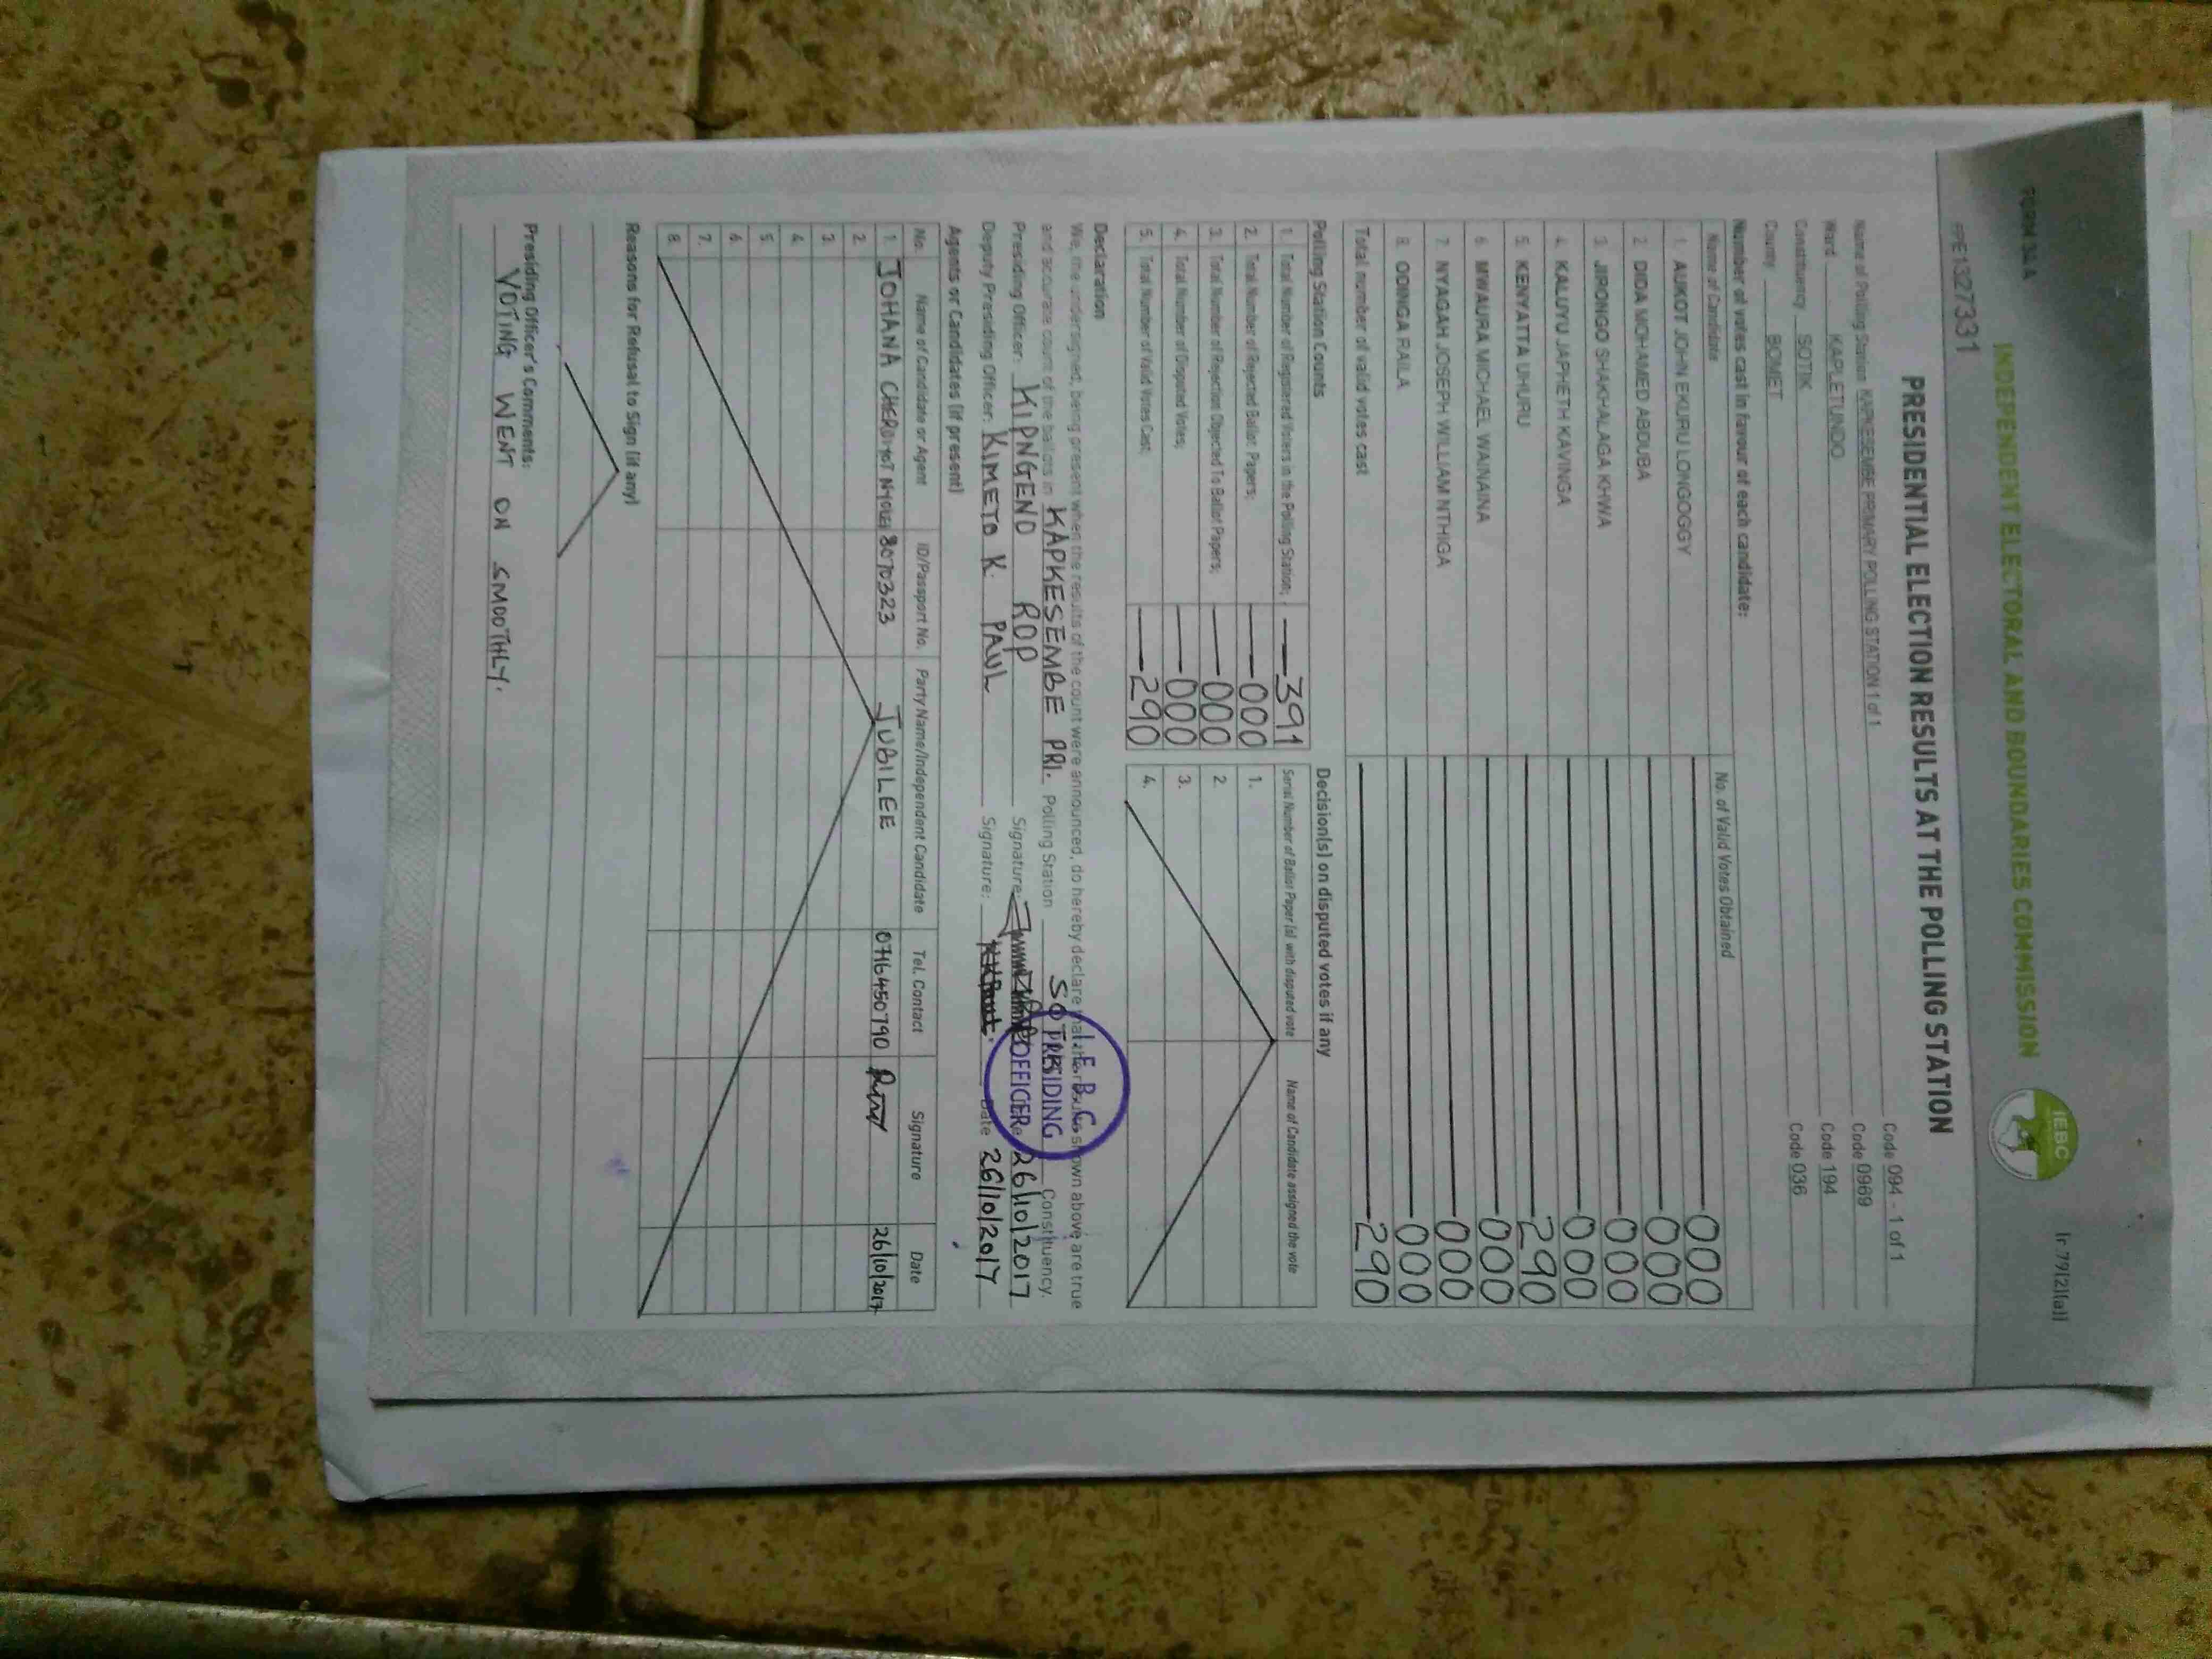 FORM 34A
Ir 79(2)(a)
INDEPENDENT ELECTORAL AND BOUNDARIES COMMISSION
IEBC
PRE1327331
PRESIDENTIAL ELECTION RESULTS AT THE POLLING STATION
Name of Polling Station KAPKESEMBE PRIMARY POLLING STATION 1 of 1 Code 094 - 1 of 1
Ward KAPLETUNDO Code 0969
Constituency SOTIK Code 194
County BOMET Code 036
Number of votes cast in favour of each candidate:
Name of Candidate No. of Valid Votes Obtained
1. AUKOT JOHN EKURU LONGOGGY 000
2. DIDA MOHAMED ABDUBA 000
3. JIRONGO SHAKHALAGA KHWA 000
4. KALUYU JAPHETH KAVINGA 000
5. KENYATTA UHURU 290
6. MWAURA MICHAEL WAINAINA 000
7. NYAGAH JOSEPH WILLIAM NTHIGA 000
8. ODINGA RAILA 000
Total number of valid votes cast 290
Polling Station Counts
1. Total Number of Registered Voters in the Polling Station; 391
2. Total Number of Rejected Ballot Papers; 000
3. Total Number of Rejection Objected To Ballot Papers; 000
4. Total Number of Disputed Votes; 000
5. Total Number of Valid Votes Cast; 290
Decision(s) on disputed votes if any
Serial Number of Ballot Paper (s) with disputed vote Name of Candidate assigned the vote
1.
2.
3.
4.
Declaration
We, the undersigned, being present when the results of the count were announced, do hereby declare that shown above are true
and accurate count of the ballots in KAPKESEMBE PRI. Polling Station Constituency.
Presiding Officer: KIPNGENO ROP Signature: 26/10/2017
Deputy Presiding Officer: KIMETO K. PAUL Signature: Date 26/10/2017
I E B C
PRESIDING
OFFICER
Agents or Candidates (if present)
No. Name of Candidate or Agent ID/Passport No. Party Name/Independent Candidate Tel. Contact Signature Date
1. JOHANA 8070323 JUBILEE 0716450790 26/10/2017
2.
3.
4.
5.
6.
7.
8.
Reasons for Refusal to Sign (if any)
Presiding Officer's Comments:
VOTING WENT ON SMOOTHLY.